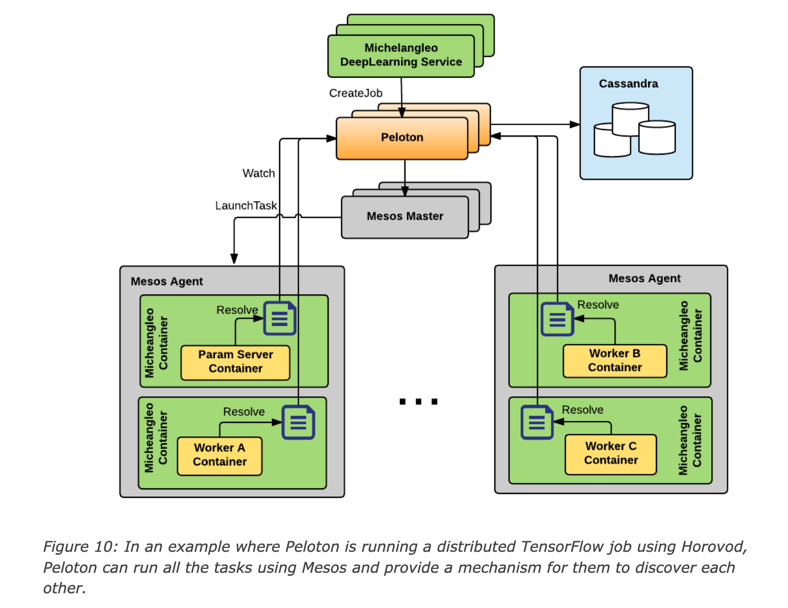 Michelangleo
DeepLearning Service
CreateJob
Cassandra
Peloton
Watch
LaunchTask
Mesos Master
Mesos Agent
Micheangleo
Container
Resolve
Param Server
Container
Micheangleo
Container
Resolve
Worker A
Container
...
Mesos Agent
Resolve
Worker B
Container
Micheangleo
Container
Resolve
Worker C
Container
Micheangleo
Container
Figure 10: In an example where Peloton is running a distributed TensorFlow job using Horovod,
Peloton can run all the tasks using Mesos and provide a mechanism for them to discover each
other.